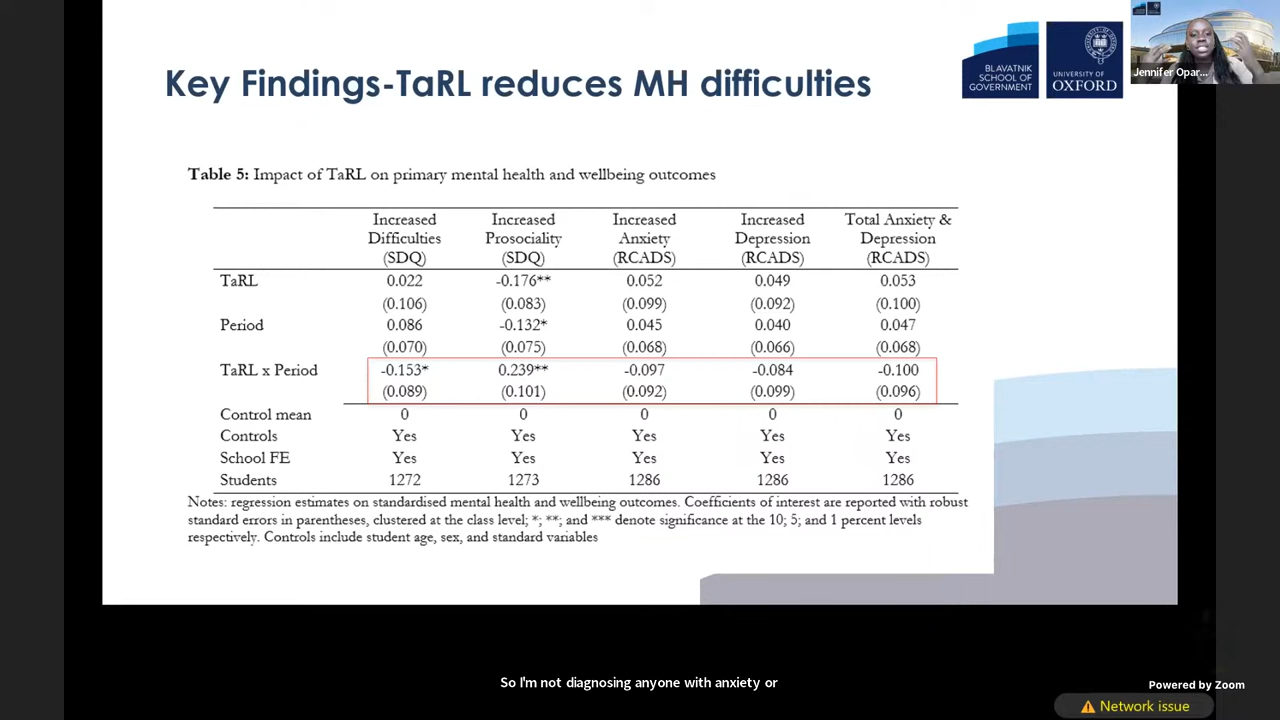 Key Findings-TaRL reduces MH difficulties
BLAVATNIK
SCHOOL OF
GOVERNMENT
UNIVERSITY OF
OXFORD
Jennifer Opar...
Table 5: Impact of TaRL on primary mental health and wellbeing outcomes
Increased Difficulties (SDQ) Increased Prosociality (SDQ) Increased Anxiety (RCADS) Increased Depression (RCADS) Total Anxiety & Depression (RCADS)
TaRL 0.022 -0.176** 0.052 0.049 0.053
(0.106) (0.083) (0.099) (0.092) (0.100)
Period 0.086 -0.132* 0.045 0.040 0.047
(0.070) (0.075) (0.068) (0.066) (0.068)
TaRL x Period -0.153* 0.239** -0.097 -0.084 -0.100
(0.089) (0.101) (0.092) (0.099) (0.096)
Control mean 0 0 0 0 0
Controls Yes Yes Yes Yes Yes
School FE Yes Yes Yes Yes Yes
Students 1272 1273 1286 1286 1286
Notes: regression estimates on standardised mental health and wellbeing outcomes. Coefficients of interest are reported with robust
standard errors in parentheses, clustered at the class level; *; **; and *** denote significance at the 10; 5; and 1 percent levels
respectively. Controls include student age, sex, and standard variables
So I'm not diagnosing anyone with anxiety or
Powered by Zoom
Network issue